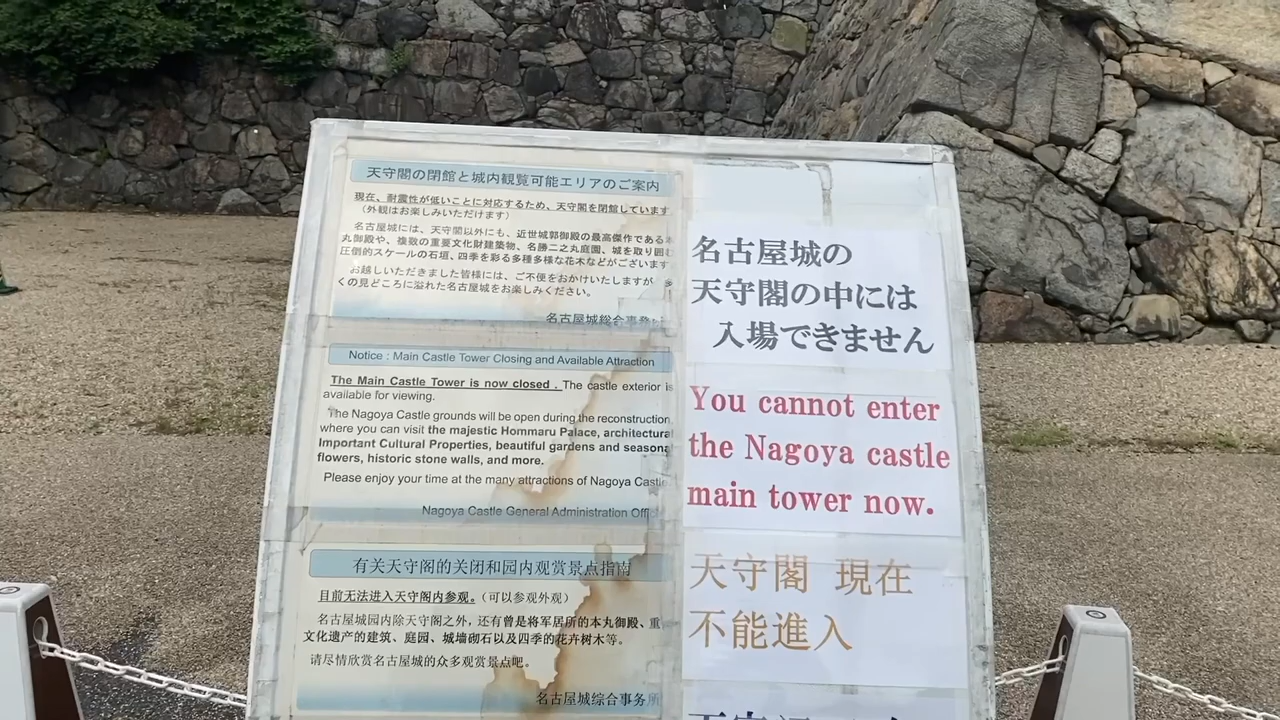 天守閣の閉館と城内観覧可能エリアのご案内
現在、耐震性が低いことに対応するため、天守閣を閉館しています
（外観はお楽しみいただけます）
名古屋城には、天守閣以外にも、近世城郭御殿の最高傑作である
丸御殿や、複数の重要文化財建築物、名勝二之丸庭園、城を取り囲む
圧倒的スケールの石垣、四季を彩る多種多様な花木などがございます
お越しいただきました皆様には、ご不便をおかけいたしますが 多
くの見どころに溢れた名古屋城をお楽しみください。
名古屋城総合事務
Notice : Main Castle Tower Closing and Available Attraction
The Main Castle Tower is now closed . The castle exterior is
available for viewing.
The Nagoya Castle grounds will be open during the reconstruction,
where you can visit the majestic Hommaru Palace, architectural
Important Cultural Properties, beautiful gardens and seasonal
flowers, historic stone walls, and more.
Please enjoy your time at the many attractions of Nagoya Castle
Nagoya Castle General Administration Offic
有关天守阁的关闭和园内观赏景点指南
目前无法进入天守阁内参观。（可以参观外观）
名古屋城园内除天守阁之外，还有曾是将军居所的本丸御殿、重
文化遗产的建筑、庭园、城墙砌石以及四季的花卉树木等。
请尽情欣赏名古屋城的众多观赏景点吧。
名古屋城综合事务所
名古屋城の
天守閣の中には
入場できません
You cannot enter
the Nagoya castle
main tower now.
天守閣 現在
不能進入